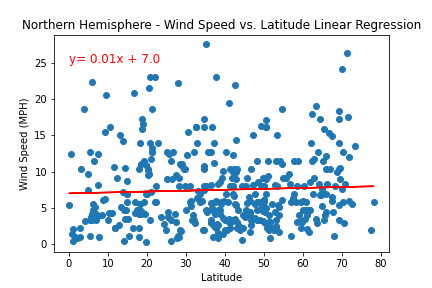 Northern Hemisphere - Wind Speed vs. Latitude Linear Regression
y= 0.01x + 7.0
Wind Speed (MPH)
25
20
15
10
5
0
0 10 20 30 40 50 60 70 80
Latitude